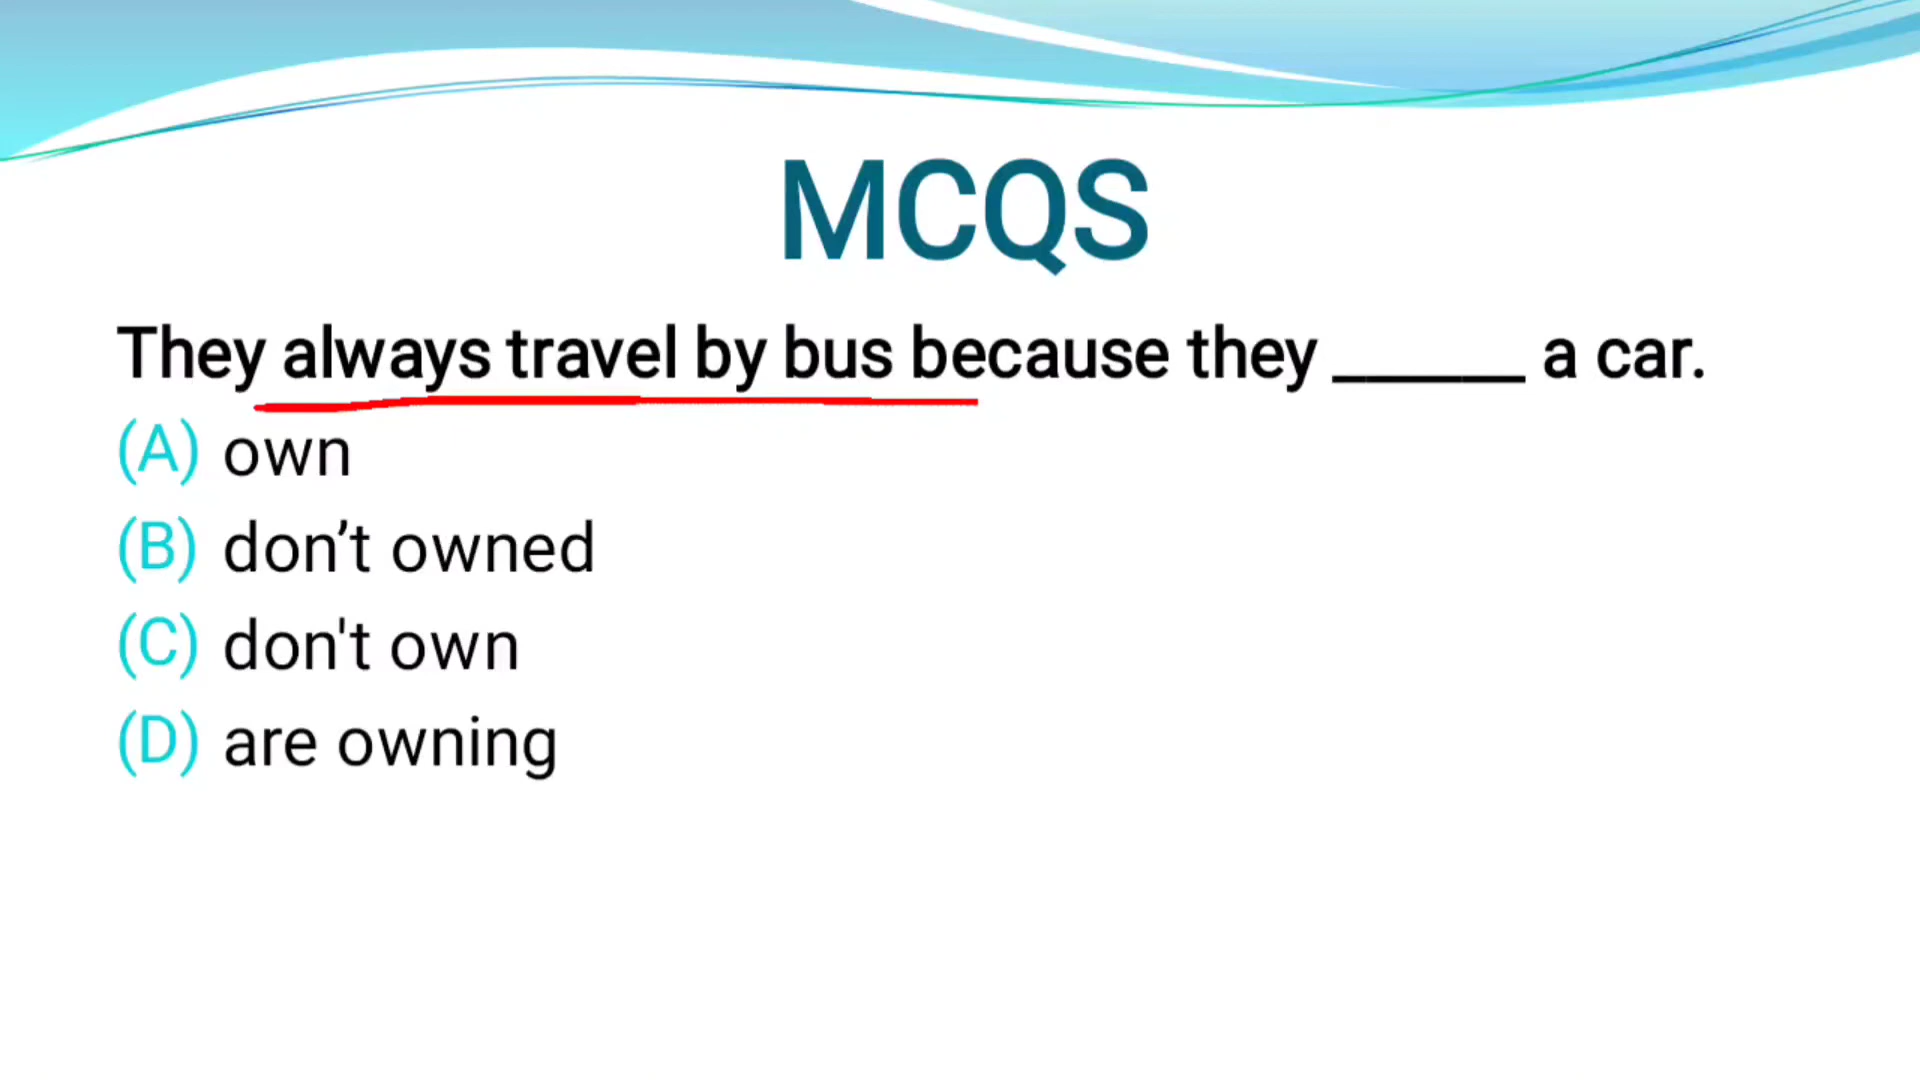 MCQS
They always travel by bus because they ______ a car.
(A) own
(B) don’t owned
(C) don't own
(D) are owning